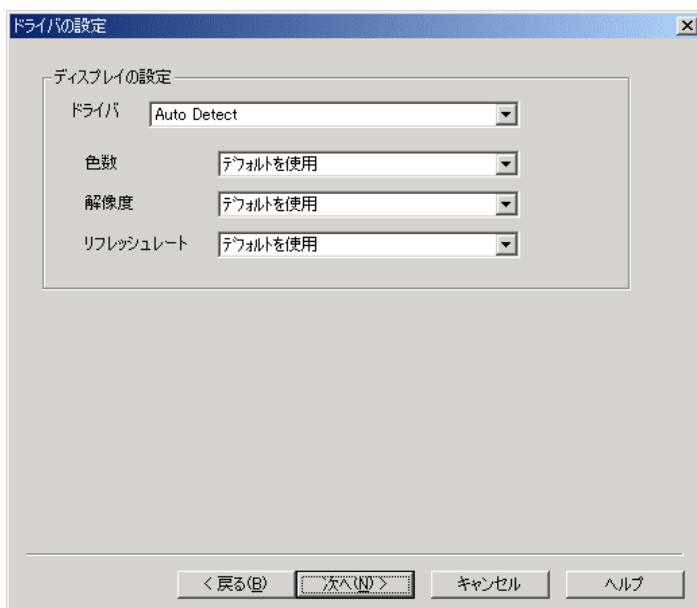 ドライバの設定
ディスプレイの設定
ドライバ Auto Detect
色数 デフォルトを使用
解像度 デフォルトを使用
リフレッシュレート デフォルトを使用
< 戻る(B) 次へ(N) > キャンセル ヘルプ